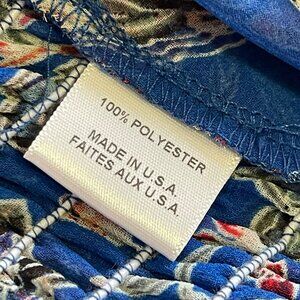 100% POLYESTER
MADE IN U.S.A.
FAITES AUX U.S.A.